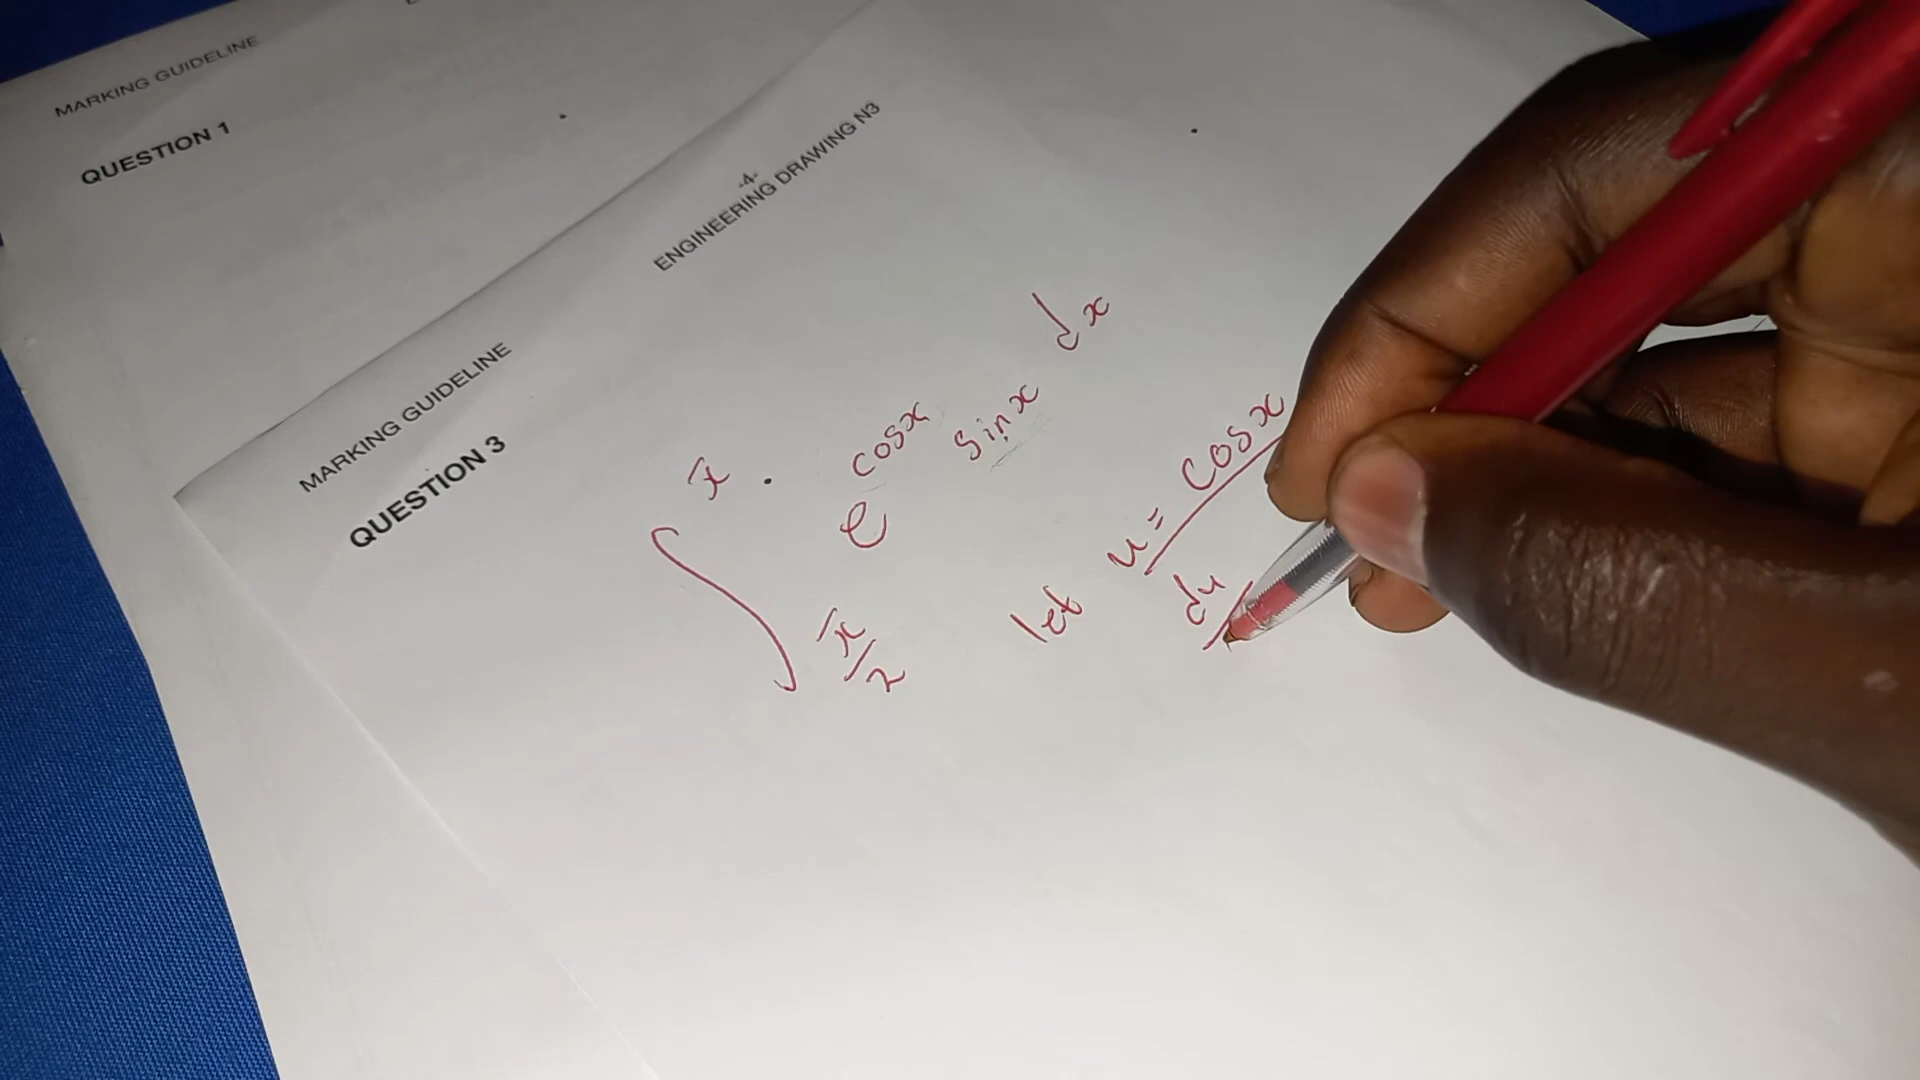 MARKING GUIDELINE
QUESTION 1
-4-
ENGINEERING DRAWING N3
MARKING GUIDELINE
QUESTION 3
∫ π π/2 e^cosx sinx dx
let u = cosx
du